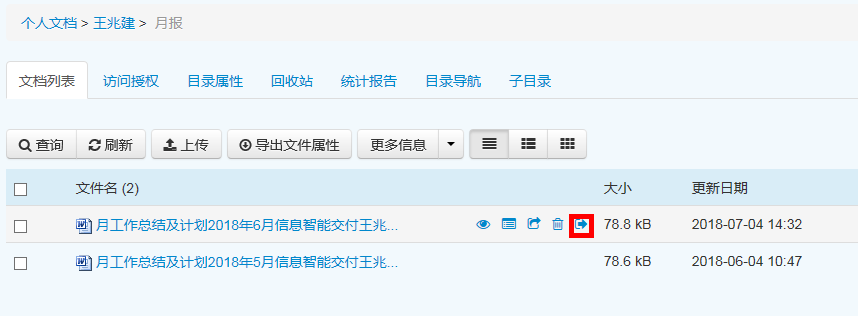 个人文档 > 王兆建 > 月报
文档列表 访问授权 目录属性 回收站 统计报告 目录导航 子目录
查询 刷新 上传 导出文件属性 更多信息
文件名 (2) 大小 更新日期
月工作总结及计划2018年6月信息智能交付王兆... 78.8 kB 2018-07-04 14:32
月工作总结及计划2018年5月信息智能交付王兆... 78.6 kB 2018-06-04 10:47